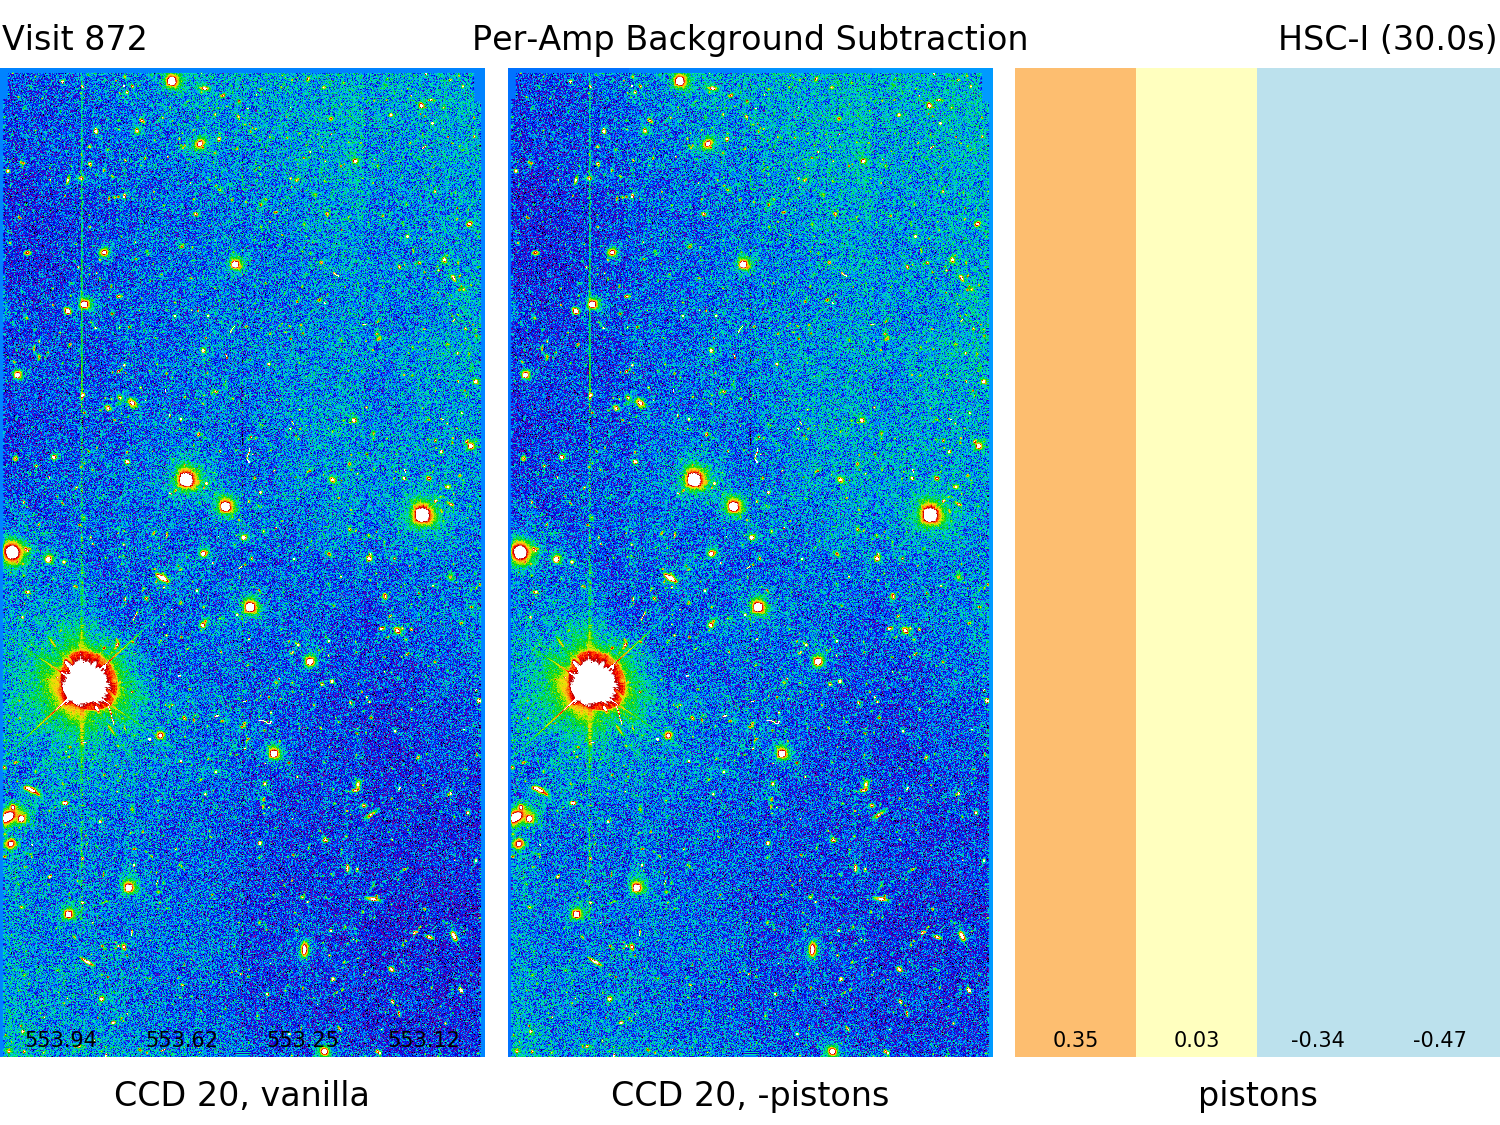 Visit 872 Per-Amp Background Subtraction HSC-I (30.0s)
553.94 553.62 553.25 553.12 0.35 0.03 -0.34 -0.47
CCD 20, vanilla CCD 20, -pistons pistons